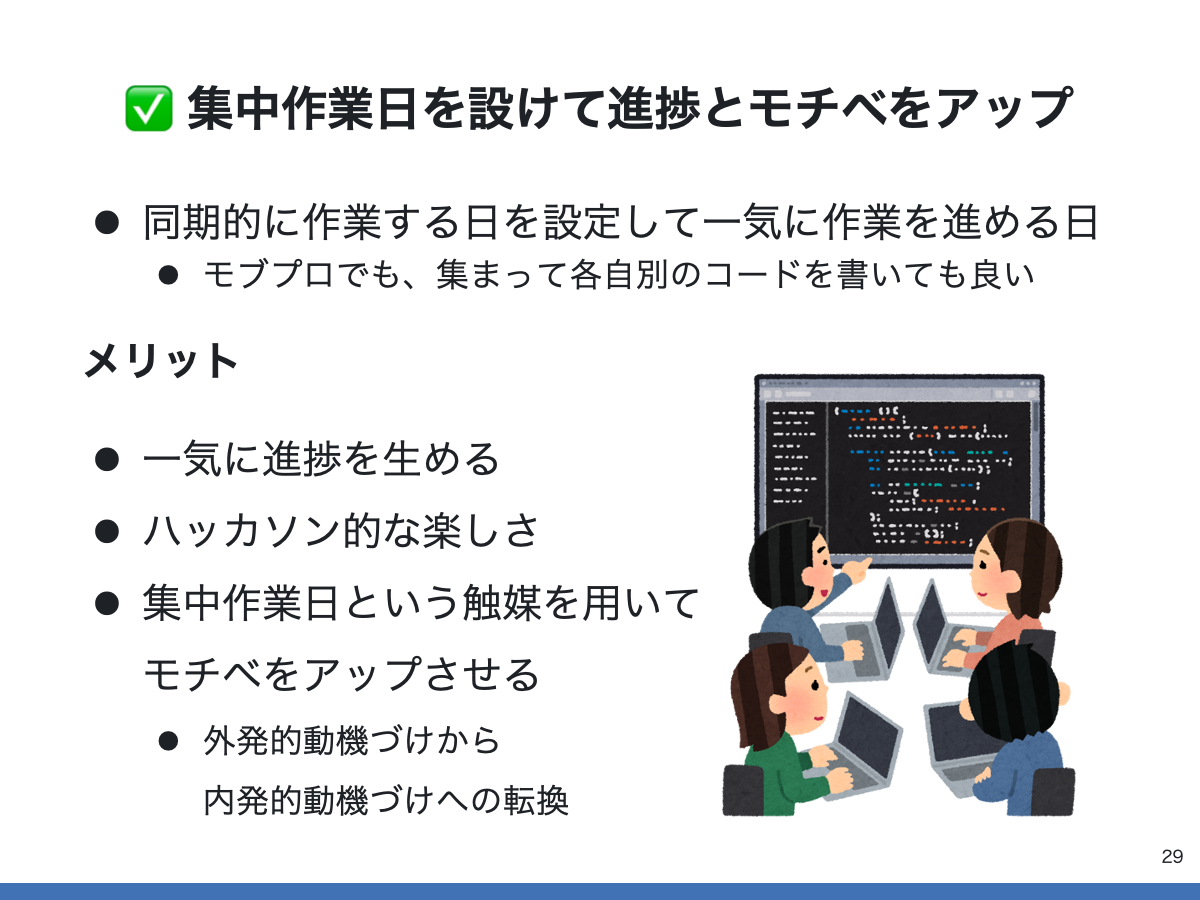 ✅ 集中作業日を設けて進捗とモチベをアップ
● 同期的に作業する日を設定して一気に作業を進める日
● モブプロでも、集まって各自別のコードを書いても良い
メリット
● 一気に進捗を生める
● ハッカソン的な楽しさ
● 集中作業日という触媒を用いて
モチベをアップさせる
● 外発的動機づけから
内発的動機づけへの転換
29